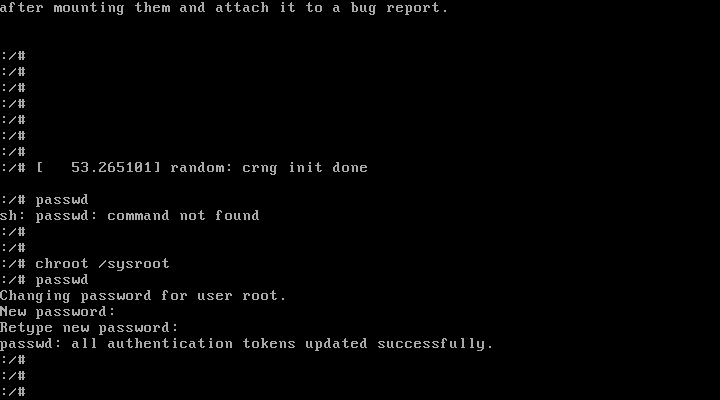 after mounting them and attach it to a bug report.
:/#
:/#
:/#
:/#
:/#
:/#
:/#
:/# [   53.265101] random: crng init done
:/# passwd
sh: passwd: command not found
:/#
:/#
:/# chroot /sysroot
:/# passwd
Changing password for user root.
New password:
Retype new password:
passwd: all authentication tokens updated successfully.
:/#
:/#
:/#